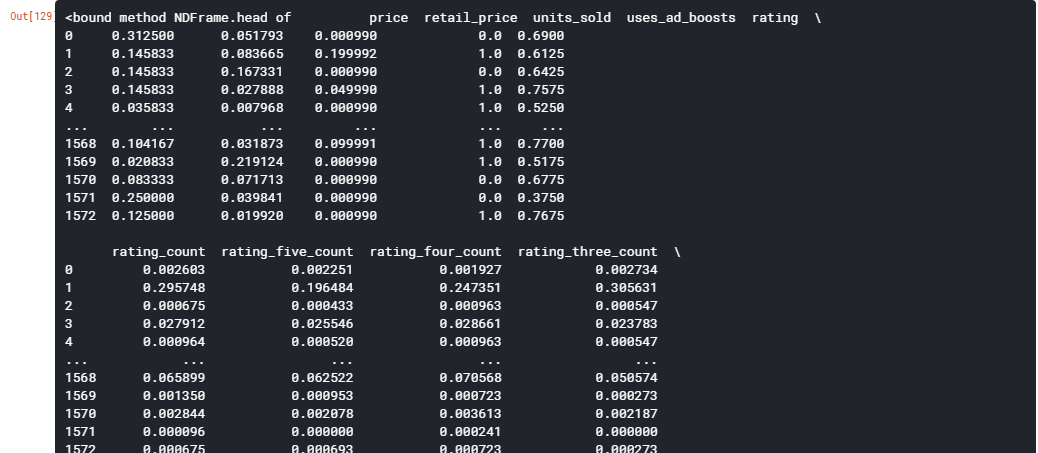 Out[129]
<bound method NDFrame.head of          price  retail_price  units_sold  uses_ad_boosts  rating  \
0     0.312500      0.051793    0.000990             0.0  0.6900
1     0.145833      0.083665    0.199992             1.0  0.6125
2     0.145833      0.167331    0.000990             0.0  0.6425
3     0.145833      0.027888    0.049990             1.0  0.7575
4     0.035833      0.007968    0.000990             1.0  0.5250
...        ...           ...         ...             ...     ...
1568  0.104167      0.031873    0.099991             1.0  0.7700
1569  0.020833      0.219124    0.000990             1.0  0.5175
1570  0.083333      0.071713    0.000990             0.0  0.6775
1571  0.250000      0.039841    0.000990             0.0  0.3750
1572  0.125000      0.019920    0.000990             1.0  0.7675
      rating_count  rating_five_count  rating_four_count  rating_three_count  \
0         0.002603           0.002251           0.001927            0.002734
1         0.295748           0.196484           0.247351            0.305631
2         0.000675           0.000433           0.000963            0.000547
3         0.027912           0.025546           0.028661            0.023783
4         0.000964           0.000520           0.000963            0.000547
...            ...                ...                ...                 ...
1568      0.065899           0.062522           0.070568            0.050574
1569      0.001350           0.000953           0.000723            0.000273
1570      0.002844           0.002078           0.003613            0.002187
1571      0.000096           0.000000           0.000241            0.000000
1572      0.000675           0.000693           0.000723            0.000273